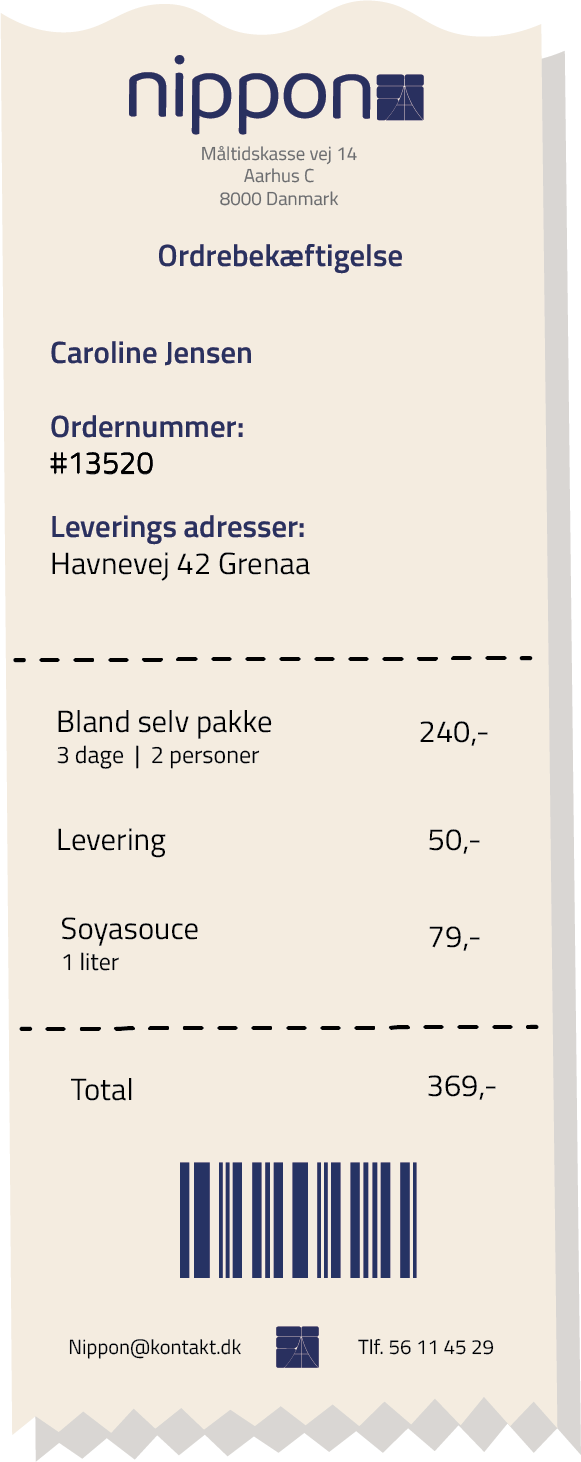 nippon
Måltidskasse vej 14
Aarhus C
8000 Danmark
Ordrebekæftigelse
Caroline Jensen
Ordernummer:
#13520
Leverings adresser:
Havnevej 42 Grenaa
Bland selv pakke 240,-
3 dage | 2 personer
Levering 50,-
Soyasouce 79,-
1 liter
Total 369,-
Nippon@kontakt.dk Tlf. 56 11 45 29